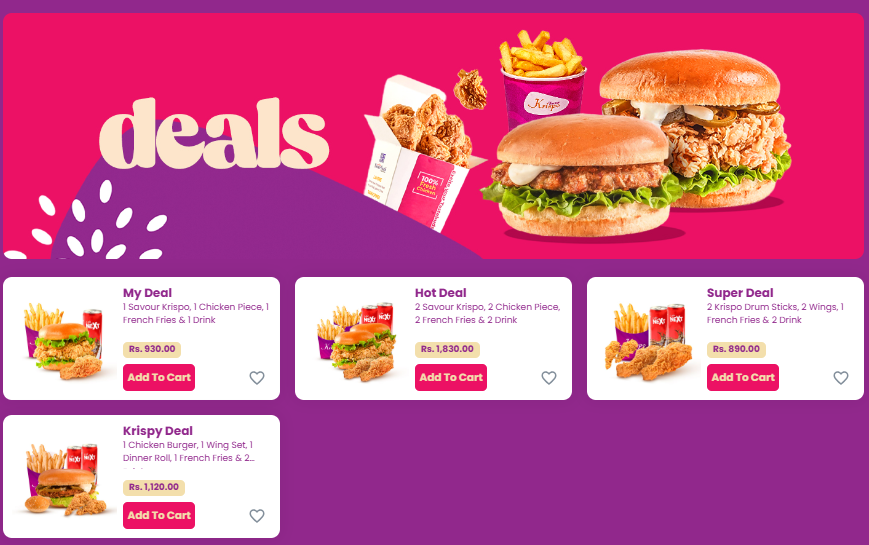 deals
Krispo
100%
Fresh
Chicken
My Deal
1 Savour Krispo, 1 Chicken Piece, 1
French Fries & 1 Drink
Rs. 930.00
Add To Cart
Hot Deal
2 Savour Krispo, 2 Chicken Piece,
2 French Fries & 2 Drink
Rs. 1,830.00
Add To Cart
Super Deal
2 Krispo Drum Sticks, 2 Wings, 1
French Fries & 2 Drink
Rs. 890.00
Add To Cart
Krispy Deal
1 Chicken Burger, 1 Wing Set, 1
Dinner Roll, 1 French Fries & 2...
Rs. 1,120.00
Add To Cart